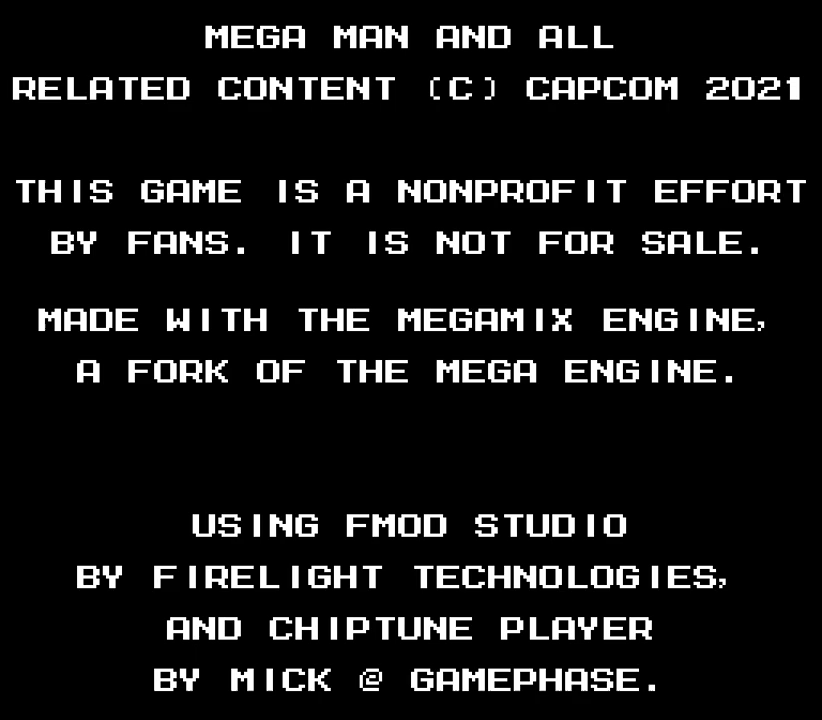 MEGA MAN AND ALL
RELATED CONTENT (C) CAPCOM 2021
THIS GAME IS A NONPROFIT EFFORT
BY FANS. IT IS NOT FOR SALE.
MADE WITH THE MEGAMIX ENGINE,
A FORK OF THE MEGA ENGINE.
USING FMOD STUDIO
BY FIRELIGHT TECHNOLOGIES,
AND CHIPTUNE PLAYER
BY MICK @ GAMEPHASE.